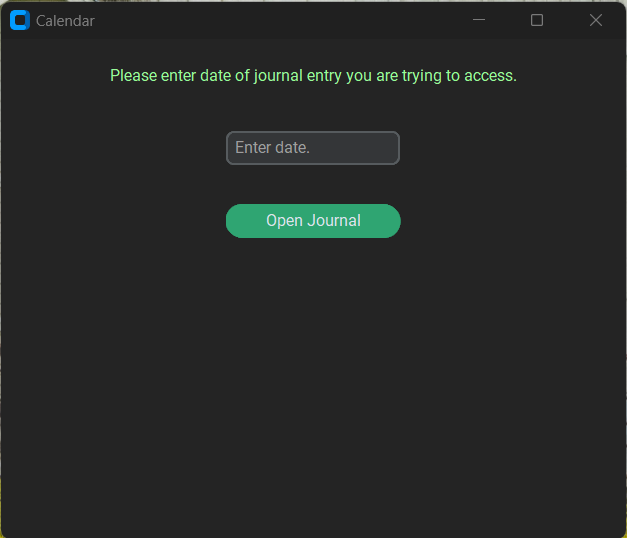 Calendar
Please enter date of journal entry you are trying to access.
Enter date.
Open Journal